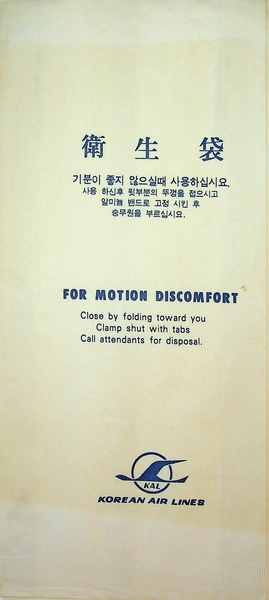 衛生袋
기분이 좋지 않으실때 사용하십시요.
사용 하신후 윗부분의 뚜껑을 접으시고
알미늄 밴드로 고정 시킨 후
승무원을 부르십시요.
FOR MOTION DISCOMFORT
Close by folding toward you
Clamp shut with tabs
Call attendants for disposal.
KAL
KOREAN AIR LINES